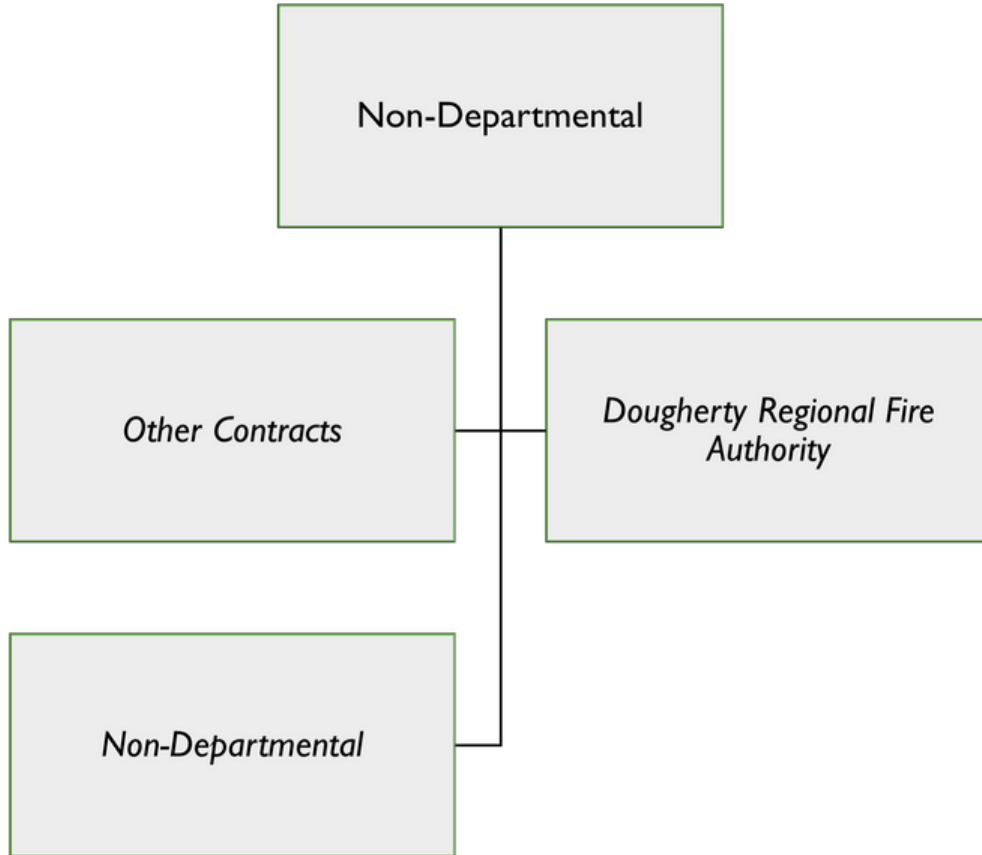 Non-Departmental
Other Contracts
Dougherty Regional Fire
Authority
Non-Departmental